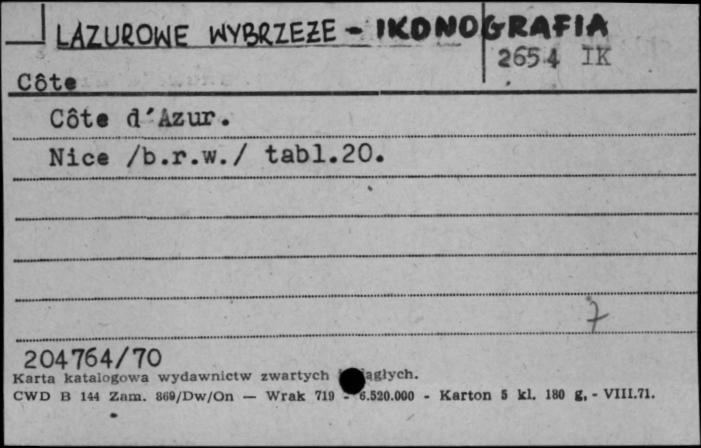 LAZUROWE WYBRZEŻE - IKONOGRAFIA
2654 IK
Côte
Côte d'Azur.
Nice /b.r.w./ tabl.20.
7
204764/70
Karta katalogowa wydawnictw zwartych
CWD B 144 Zam. 869/Dw/On — Wrak 719 - 6.520.000 - Karton 5 kl. 180 g. - VIII.71.